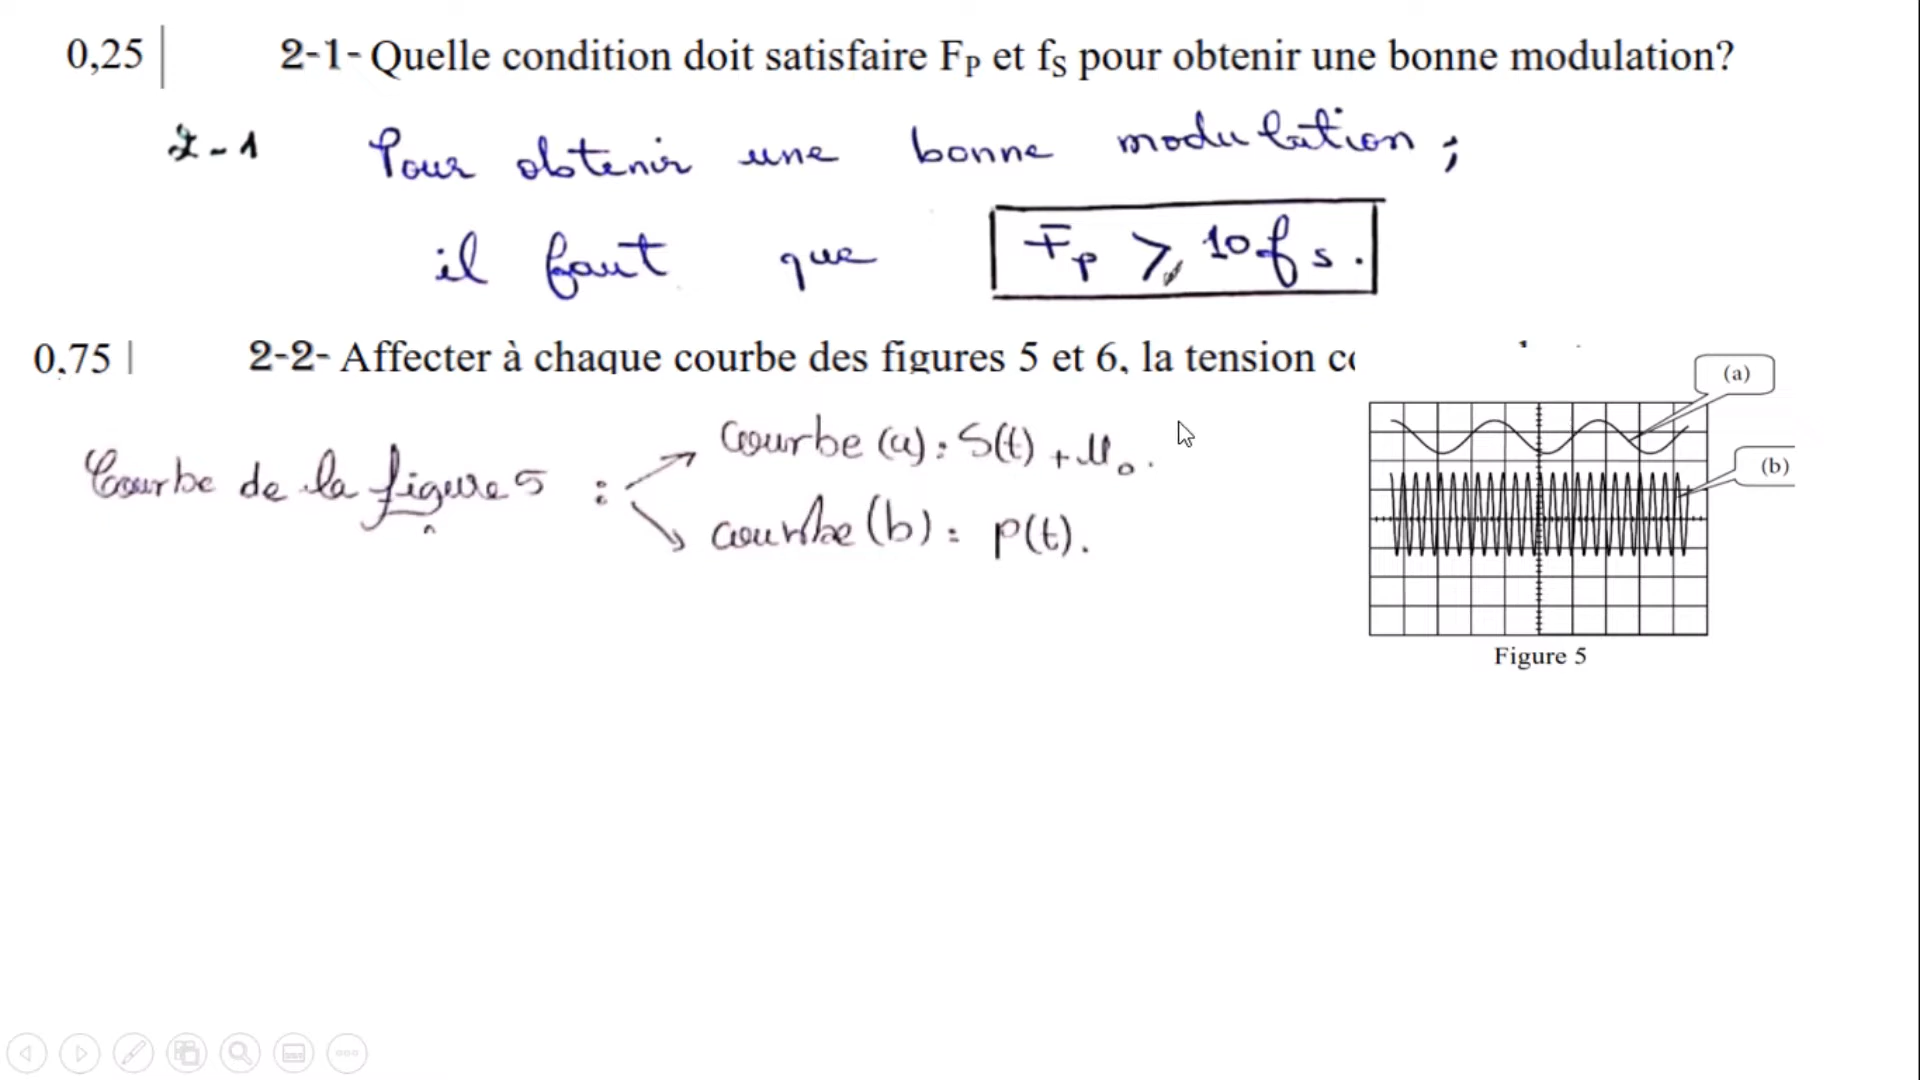 0,25 2-1- Quelle condition doit satisfaire FP et fS pour obtenir une bonne modulation?
2-1 Pour obtenir une bonne modulation ;
il faut que Fp ⩾ 10 fs.
0,75 2-2- Affecter à chaque courbe des figures 5 et 6, la tension
(a)
Courbe (a) : S(t) + U0.
Courbe de la figure 5 :
(b)
courbe (b) : p(t).
Figure 5